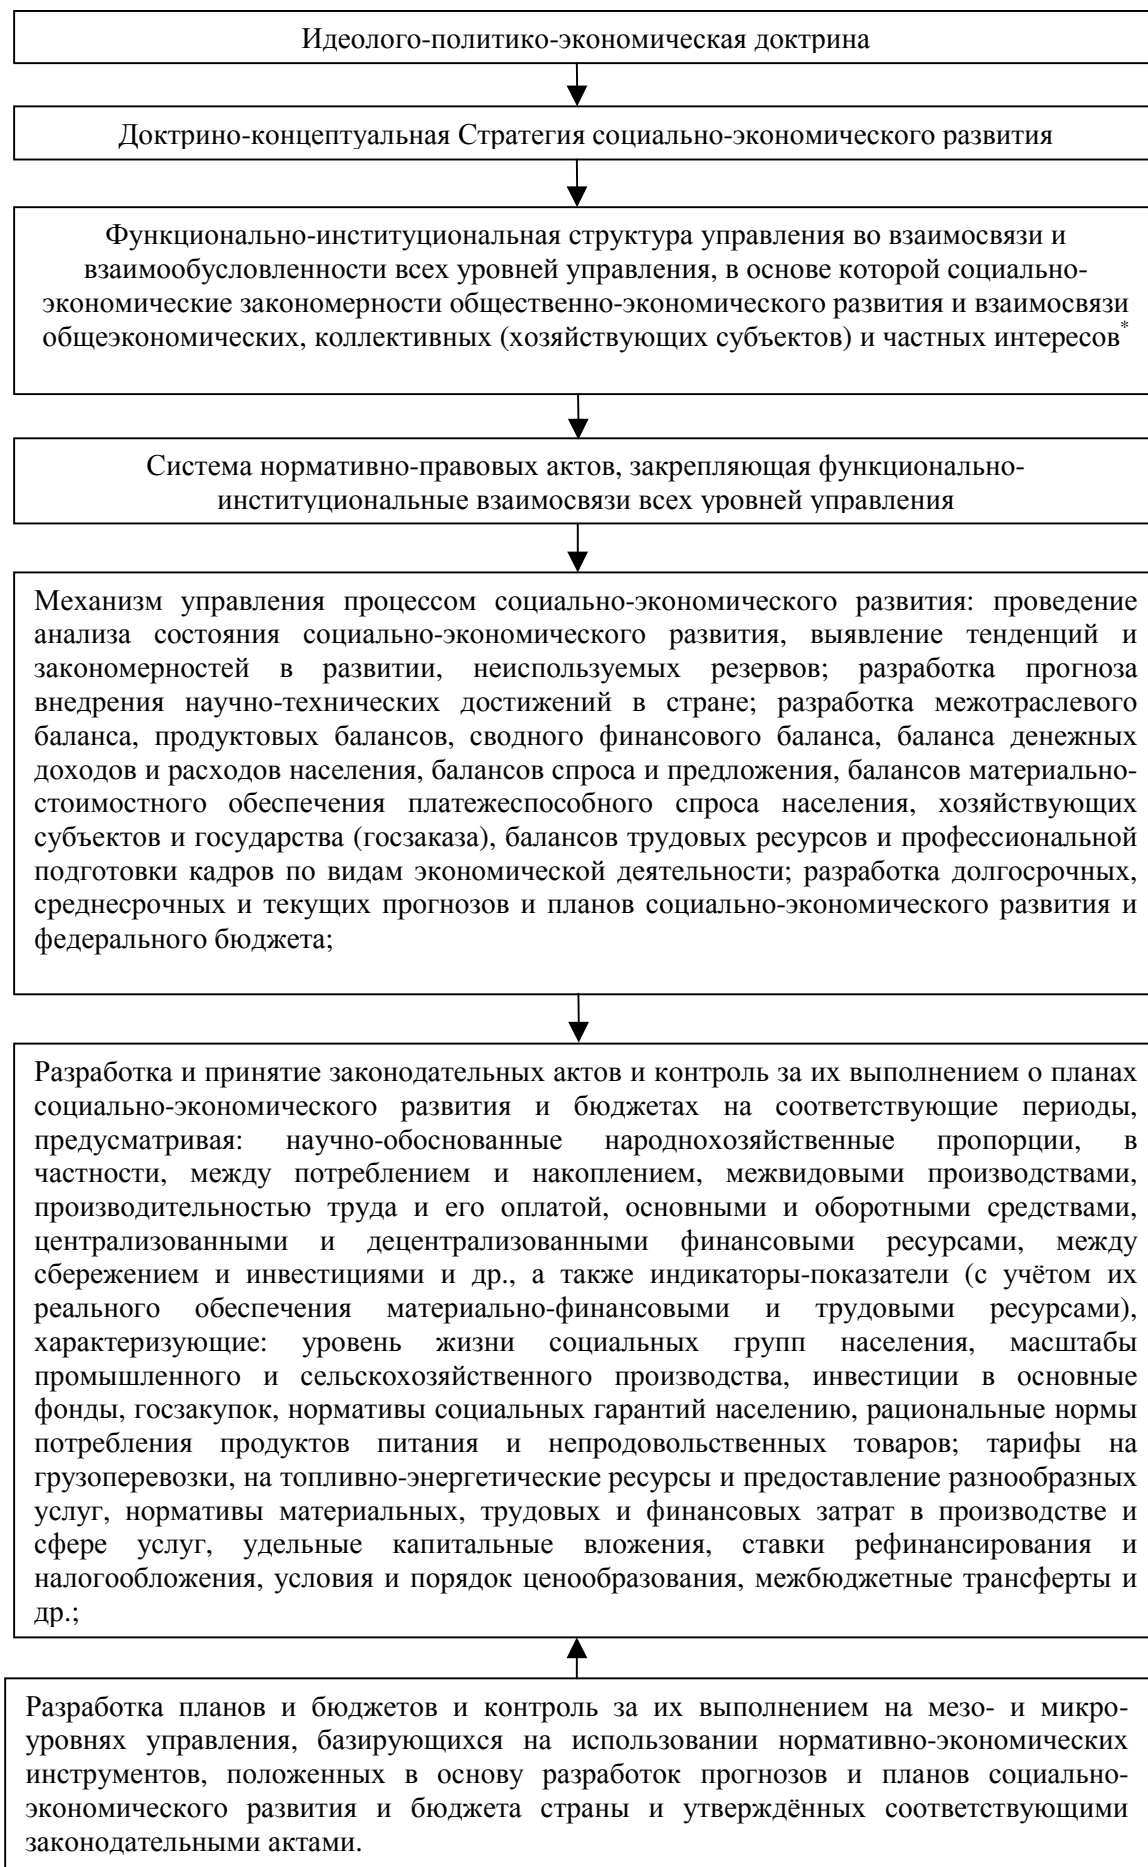 Идеолого-политико-экономическая доктрина
Доктрино-концептуальная Стратегия социально-экономического развития
Функционально-институциональная структура управления во взаимосвязи и
взаимообусловленности всех уровней управления, в основе которой социально-
экономические закономерности общественно-экономического развития и взаимосвязи
общеэкономических, коллективных (хозяйствующих субъектов) и частных интересов*
Система нормативно-правовых актов, закрепляющая функционально-
институциональные взаимосвязи всех уровней управления
Механизм управления процессом социально-экономического развития: проведение
анализа состояния социально-экономического развития, выявление тенденций и
закономерностей в развитии, неиспользуемых резервов; разработка прогноза
внедрения научно-технических достижений в стране; разработка межотраслевого
баланса, продуктовых балансов, сводного финансового баланса, баланса денежных
доходов и расходов населения, балансов спроса и предложения, балансов материально-
стоимостного обеспечения платежеспособного спроса населения, хозяйствующих
субъектов и государства (госзаказа), балансов трудовых ресурсов и профессиональной
подготовки кадров по видам экономической деятельности; разработка долгосрочных,
среднесрочных и текущих прогнозов и планов социально-экономического развития и
федерального бюджета;
Разработка и принятие законодательных актов и контроль за их выполнением о планах
социально-экономического развития и бюджетах на соответствующие периоды,
предусматривая: научно-обоснованные народнохозяйственные пропорции, в
частности, между потреблением и накоплением, межвидовыми производствами,
производительностью труда и его оплатой, основными и оборотными средствами,
централизованными и децентрализованными финансовыми ресурсами, между
сбережением и инвестициями и др., а также индикаторы-показатели (с учётом их
реального обеспечения материально-финансовыми и трудовыми ресурсами),
характеризующие: уровень жизни социальных групп населения, масштабы
промышленного и сельскохозяйственного производства, инвестиции в основные
фонды, госзакупок, нормативы социальных гарантий населению, рациональные нормы
потребления продуктов питания и непродовольственных товаров; тарифы на
грузоперевозки, на топливно-энергетические ресурсы и предоставление разнообразных
услуг, нормативы материальных, трудовых и финансовых затрат в производстве и
сфере услуг, удельные капитальные вложения, ставки рефинансирования и
налогообложения, условия и порядок ценообразования, межбюджетные трансферты и
др.;
Разработка планов и бюджетов и контроль за их выполнением на мезо- и микро-
уровнях управления, базирующихся на использовании нормативно-экономических
инструментов, положенных в основу разработок прогнозов и планов социально-
экономического развития и бюджета страны и утверждённых соответствующими
законодательными актами.